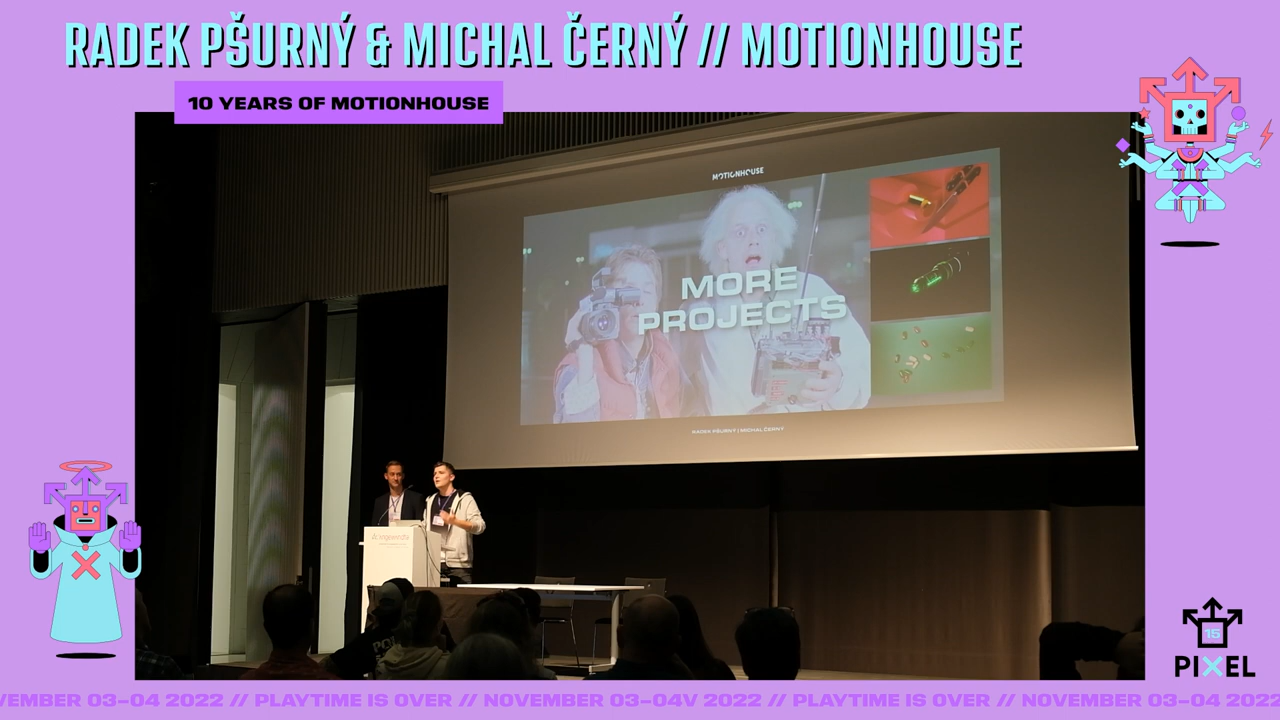 RADEK PŠURNÝ & MICHAL ČERNÝ // MOTIONHOUSE
10 YEARS OF MOTIONHOUSE
MOTIONHOUSE
MORE
PROJECTS
RADEK PŠURNÝ | MICHAL ČERNÝ
15
PIXEL
VEMBER 03–04 2022 // PLAYTIME IS OVER // NOVEMBER 03–04V 2022 // PLAYTIME IS OVER // NOVEMBER 03–04 2022